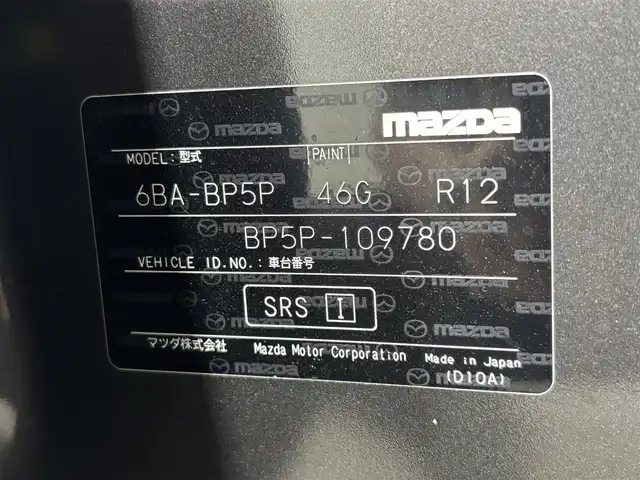 mazda
MODEL:型式 PAINT
6BA-BP5P 46G R12
BP5P-109780
VEHICLE ID.NO.:車台番号
SRS I
マツダ株式会社 Mazda Motor Corporation Made in Japan
(D10A)